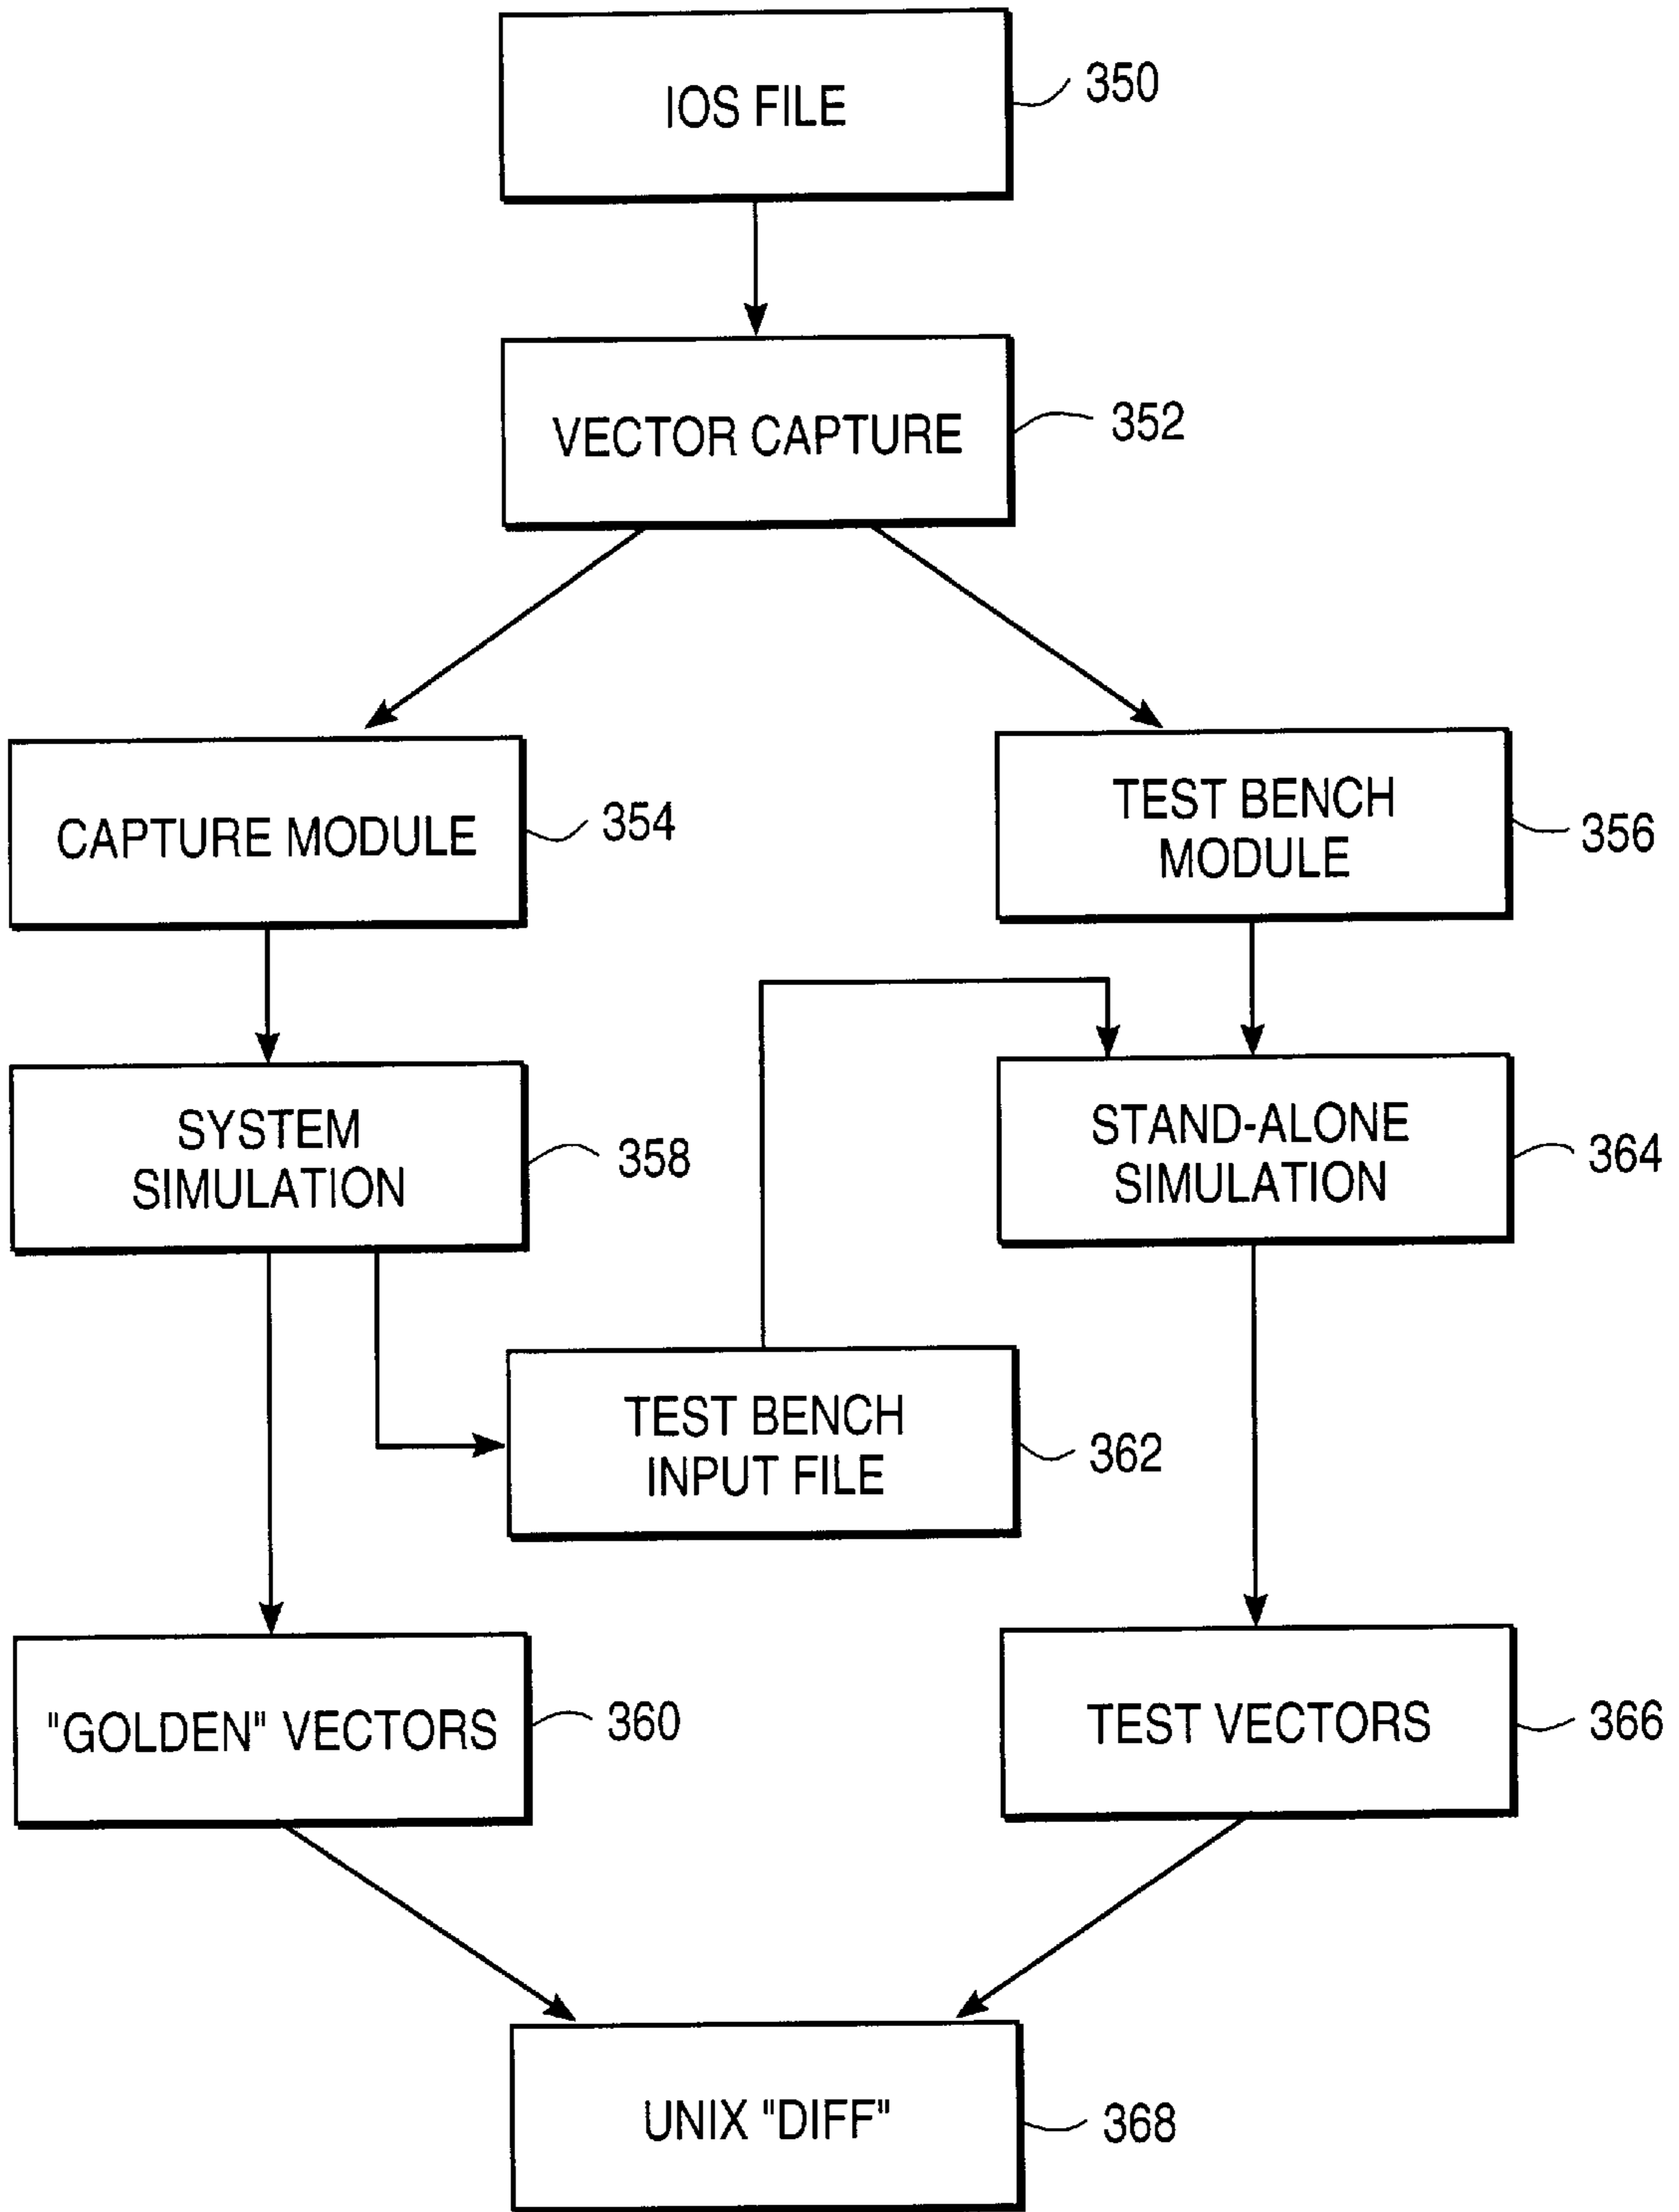 IOS FILE
350
VECTOR CAPTURE
352
CAPTURE MODULE
354
TEST BENCH
MODULE
356
SYSTEM
SIMULATION
358
STAND-ALONE
SIMULATION
364
TEST BENCH
INPUT FILE
362
"GOLDEN" VECTORS
360
TEST VECTORS
366
UNIX "DIFF"
368